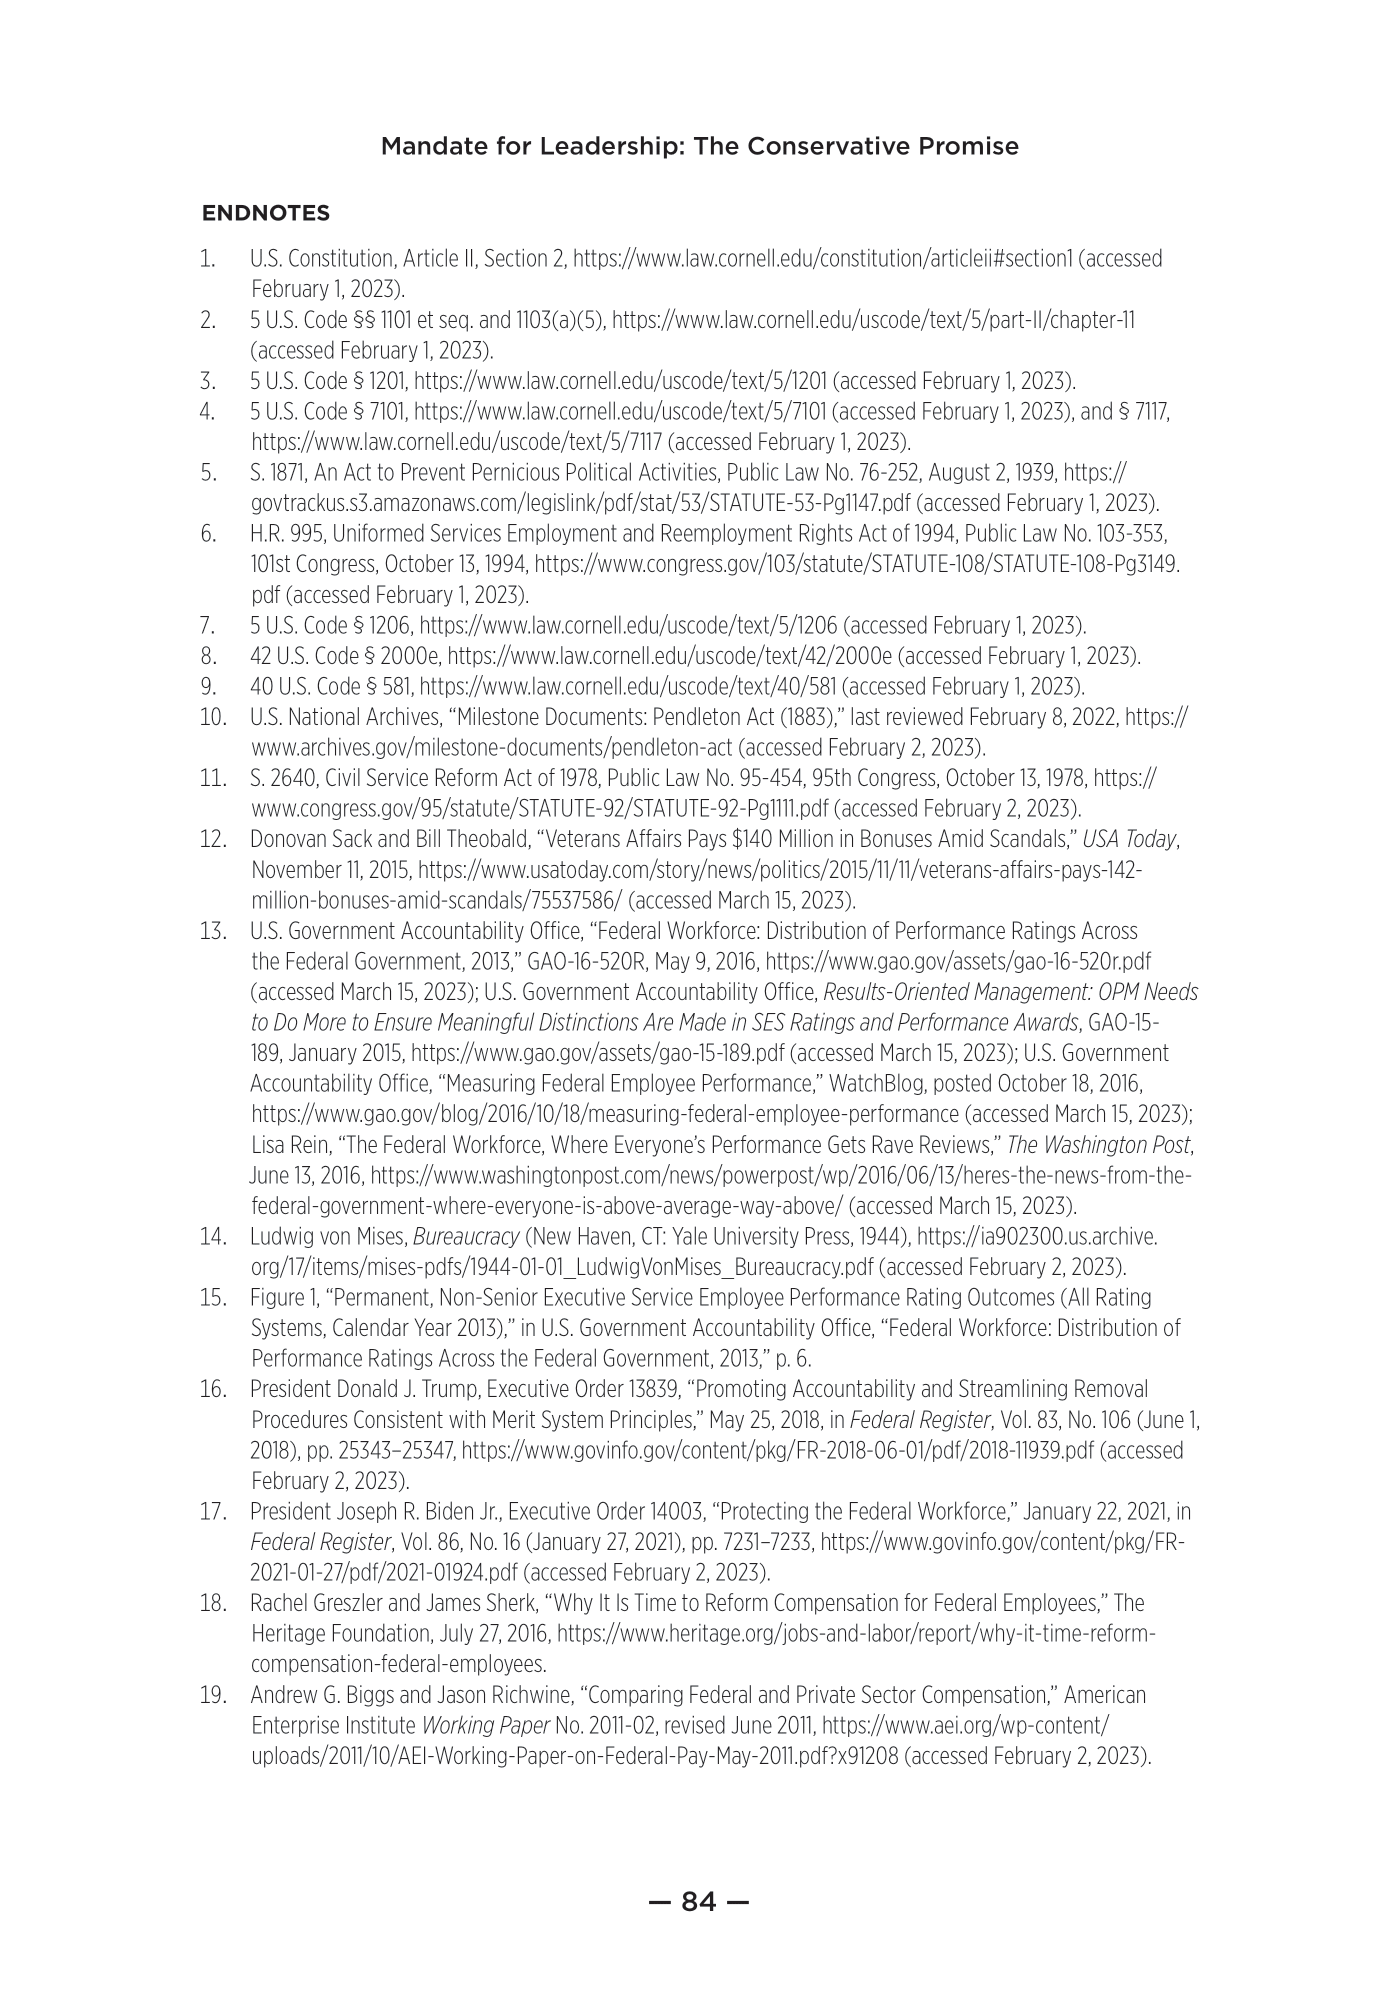 Mandate for Leadership: The Conservative Promise
ENDNOTES
1. U.S. Constitution, Article II, Section 2, https://www.law.cornell.edu/constitution/articleii#section1 (accessed
February 1, 2023).
2. 5 U.S. Code §§ 1101 et seq. and 1103(a)(5), https://www.law.cornell.edu/uscode/text/5/part-II/chapter-11
(accessed February 1, 2023).
3. 5 U.S. Code § 1201, https://www.law.cornell.edu/uscode/text/5/1201 (accessed February 1, 2023).
4. 5 U.S. Code § 7101, https://www.law.cornell.edu/uscode/text/5/7101 (accessed February 1, 2023), and § 7117,
https://www.law.cornell.edu/uscode/text/5/7117 (accessed February 1, 2023).
5. S. 1871, An Act to Prevent Pernicious Political Activities, Public Law No. 76-252, August 2, 1939, https://
govtrackus.s3.amazonaws.com/legislink/pdf/stat/53/STATUTE-53-Pg1147.pdf (accessed February 1, 2023).
6. H.R. 995, Uniformed Services Employment and Reemployment Rights Act of 1994, Public Law No. 103-353,
101st Congress, October 13, 1994, https://www.congress.gov/103/statute/STATUTE-108/STATUTE-108-Pg3149.
pdf (accessed February 1, 2023).
7. 5 U.S. Code § 1206, https://www.law.cornell.edu/uscode/text/5/1206 (accessed February 1, 2023).
8. 42 U.S. Code § 2000e, https://www.law.cornell.edu/uscode/text/42/2000e (accessed February 1, 2023).
9. 40 U.S. Code § 581, https://www.law.cornell.edu/uscode/text/40/581 (accessed February 1, 2023).
10. U.S. National Archives, “Milestone Documents: Pendleton Act (1883),” last reviewed February 8, 2022, https://
www.archives.gov/milestone-documents/pendleton-act (accessed February 2, 2023).
11. S. 2640, Civil Service Reform Act of 1978, Public Law No. 95-454, 95th Congress, October 13, 1978, https://
www.congress.gov/95/statute/STATUTE-92/STATUTE-92-Pg1111.pdf (accessed February 2, 2023).
12. Donovan Sack and Bill Theobald, “Veterans Affairs Pays $140 Million in Bonuses Amid Scandals,” USA Today,
November 11, 2015, https://www.usatoday.com/story/news/politics/2015/11/11/veterans-affairs-pays-142-
million-bonuses-amid-scandals/75537586/ (accessed March 15, 2023).
13. U.S. Government Accountability Office, “Federal Workforce: Distribution of Performance Ratings Across
the Federal Government, 2013,” GAO-16-520R, May 9, 2016, https://www.gao.gov/assets/gao-16-520r.pdf
(accessed March 15, 2023); U.S. Government Accountability Office, Results-Oriented Management: OPM Needs
to Do More to Ensure Meaningful Distinctions Are Made in SES Ratings and Performance Awards, GAO-15-
189, January 2015, https://www.gao.gov/assets/gao-15-189.pdf (accessed March 15, 2023); U.S. Government
Accountability Office, “Measuring Federal Employee Performance,” WatchBlog, posted October 18, 2016,
https://www.gao.gov/blog/2016/10/18/measuring-federal-employee-performance (accessed March 15, 2023);
Lisa Rein, “The Federal Workforce, Where Everyone’s Performance Gets Rave Reviews,” The Washington Post,
June 13, 2016, https://www.washingtonpost.com/news/powerpost/wp/2016/06/13/heres-the-news-from-the-
federal-government-where-everyone-is-above-average-way-above/ (accessed March 15, 2023).
14. Ludwig von Mises, Bureaucracy (New Haven, CT: Yale University Press, 1944), https://ia902300.us.archive.
org/17/items/mises-pdfs/1944-01-01_LudwigVonMises_Bureaucracy.pdf (accessed February 2, 2023).
15. Figure 1, “Permanent, Non-Senior Executive Service Employee Performance Rating Outcomes (All Rating
Systems, Calendar Year 2013),” in U.S. Government Accountability Office, “Federal Workforce: Distribution of
Performance Ratings Across the Federal Government, 2013,” p. 6.
16. President Donald J. Trump, Executive Order 13839, “Promoting Accountability and Streamlining Removal
Procedures Consistent with Merit System Principles,” May 25, 2018, in Federal Register, Vol. 83, No. 106 (June 1,
2018), pp. 25343–25347, https://www.govinfo.gov/content/pkg/FR-2018-06-01/pdf/2018-11939.pdf (accessed
February 2, 2023).
17. President Joseph R. Biden Jr., Executive Order 14003, “Protecting the Federal Workforce,” January 22, 2021, in
Federal Register, Vol. 86, No. 16 (January 27, 2021), pp. 7231–7233, https://www.govinfo.gov/content/pkg/FR-
2021-01-27/pdf/2021-01924.pdf (accessed February 2, 2023).
18. Rachel Greszler and James Sherk, “Why It Is Time to Reform Compensation for Federal Employees,” The
Heritage Foundation, July 27, 2016, https://www.heritage.org/jobs-and-labor/report/why-it-time-reform-
compensation-federal-employees.
19. Andrew G. Biggs and Jason Richwine, “Comparing Federal and Private Sector Compensation,” American
Enterprise Institute Working Paper No. 2011-02, revised June 2011, https://www.aei.org/wp-content/
uploads/2011/10/AEI-Working-Paper-on-Federal-Pay-May-2011.pdf?x91208 (accessed February 2, 2023).
— 84 —